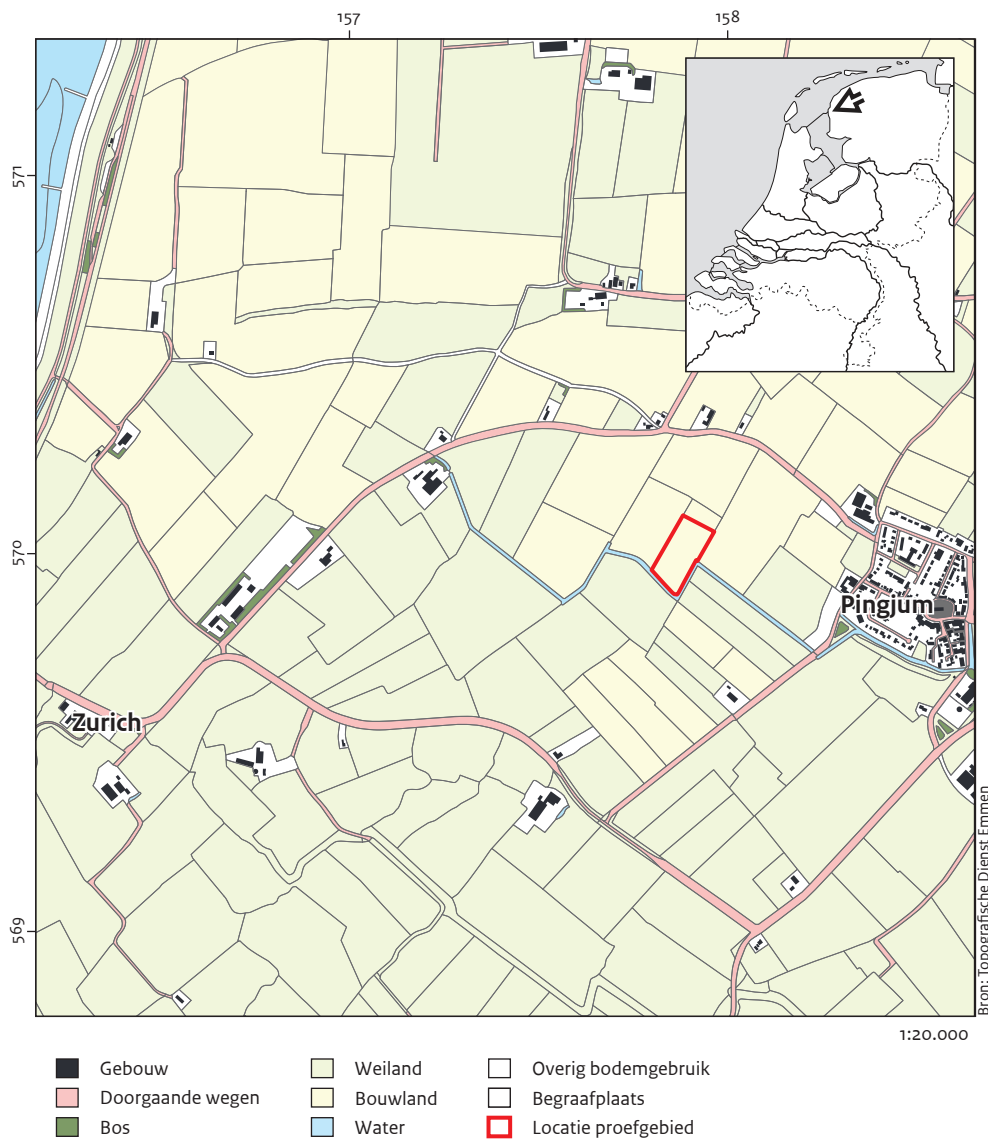 157
158
571
570
569
Pingjum
Zurich
Bron: Topografische Dienst Emmen
1:20.000
Gebouw
Doorgaande wegen
Bos
Weiland
Bouwland
Water
Overig bodemgebruik
Begraafplaats
Locatie proefgebied